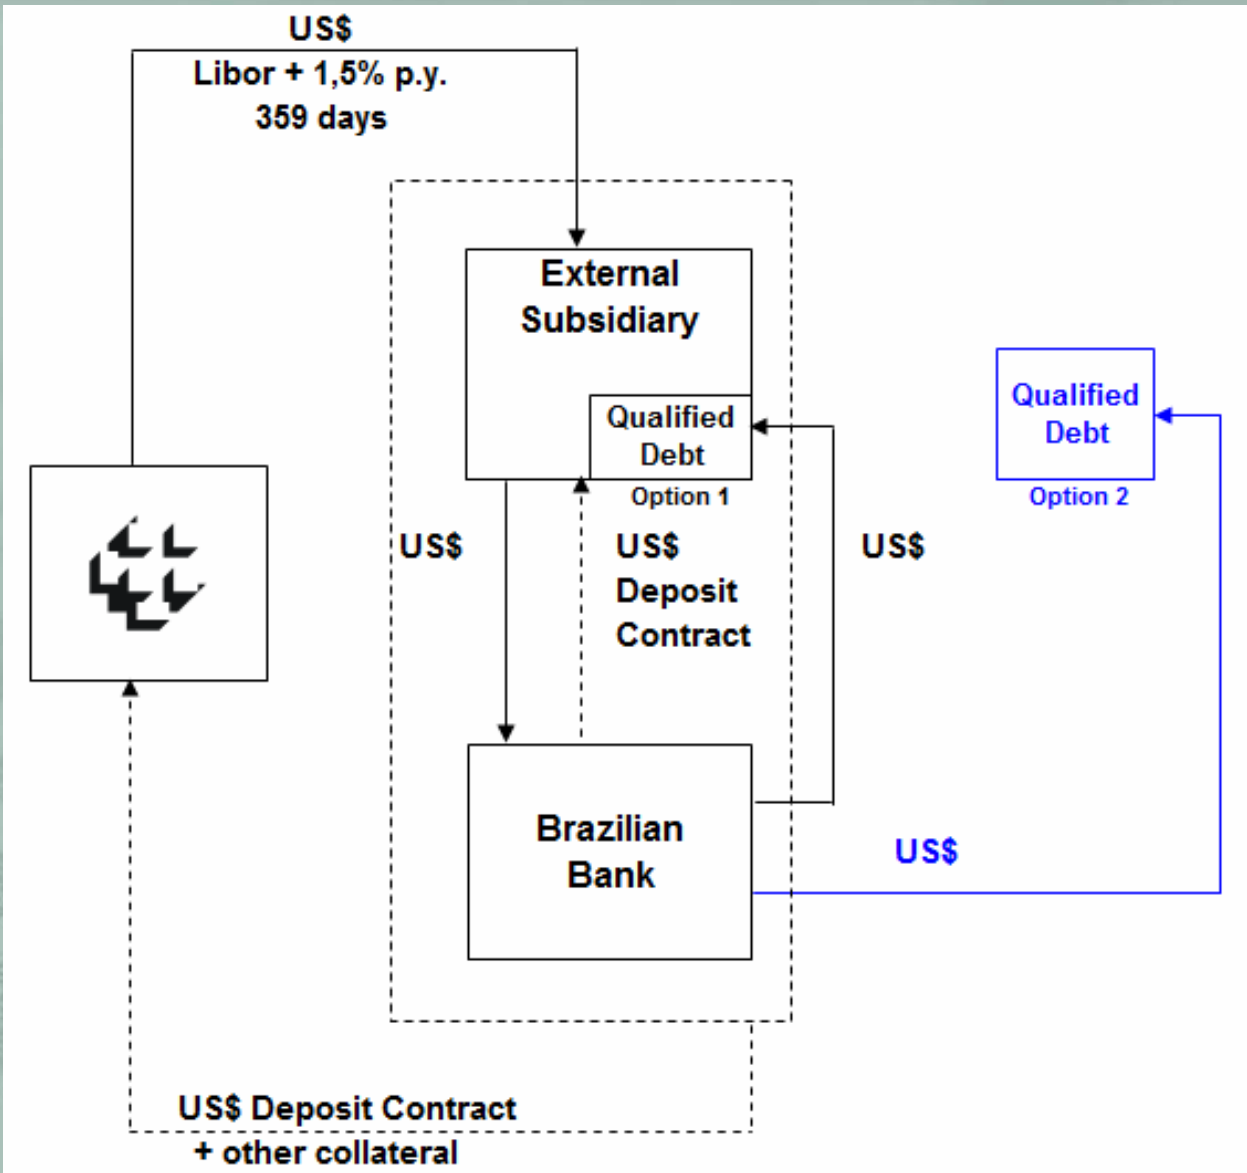 US$
Libor + 1,5% p.y.
359 days
External
Subsidiary
Qualified
Debt
Option 1
Qualified
Debt
Option 2
US$
US$
Deposit
Contract
US$
Brazilian
Bank
US$
US$ Deposit Contract
+ other collateral